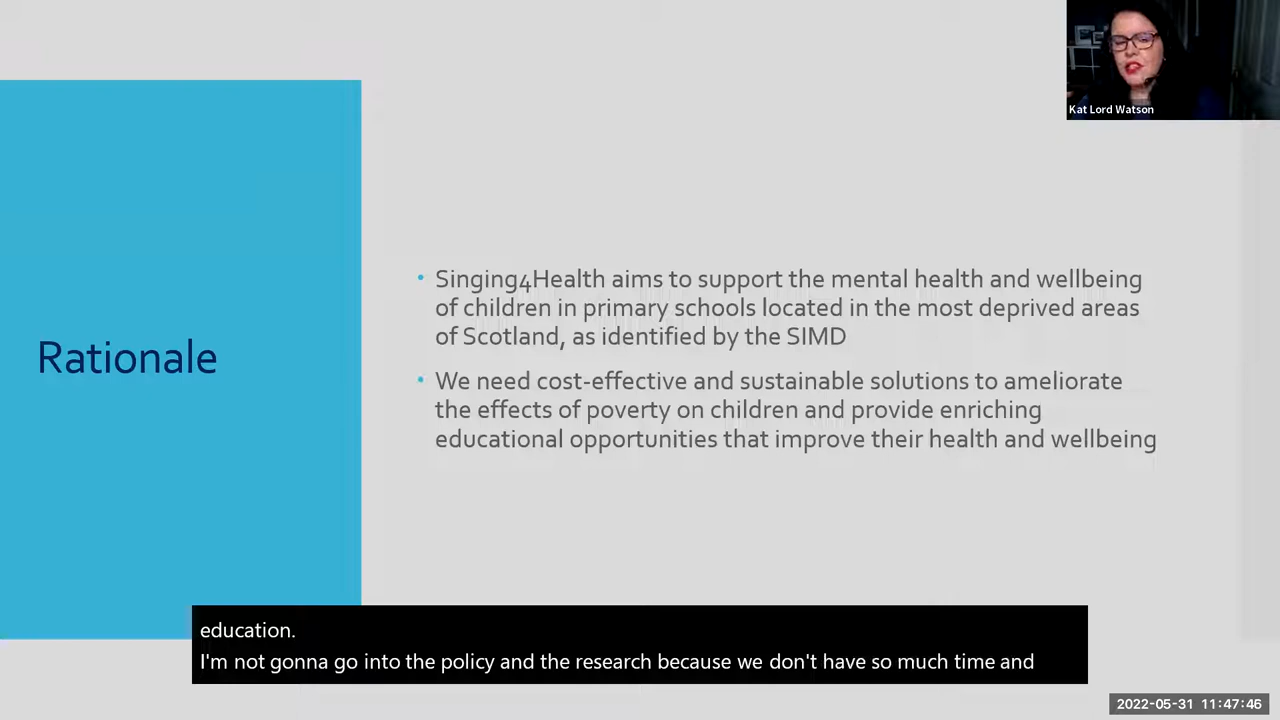 Kat Lord Watson
Rationale
• Singing4Health aims to support the mental health and wellbeing
of children in primary schools located in the most deprived areas
of Scotland, as identified by the SIMD
• We need cost-effective and sustainable solutions to ameliorate
the effects of poverty on children and provide enriching
educational opportunities that improve their health and wellbeing
education.
I'm not gonna go into the policy and the research because we don't have so much time and
2022-05-31 11:47:46